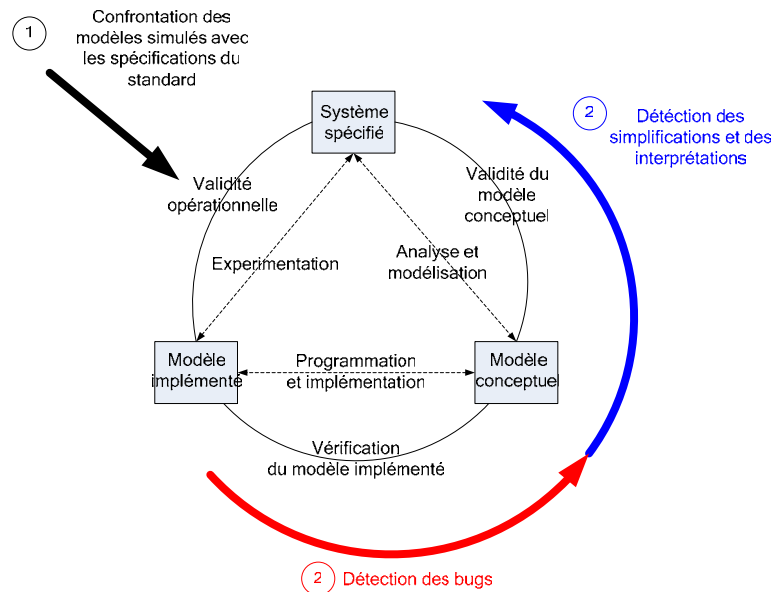 1
Confrontation des
modèles simulés avec
les spécifications du
standard
Système
spécifié
2
Détéction des
simplifications et des
interprétations
Validité
opérationnelle
Validité du
modèle
conceptuel
Experimentation
Analyse et
modélisation
Modèle
implémenté
Programmation
et implémentation
Modèle
conceptuel
Vérification
du modèle implémenté
2
Détection des bugs